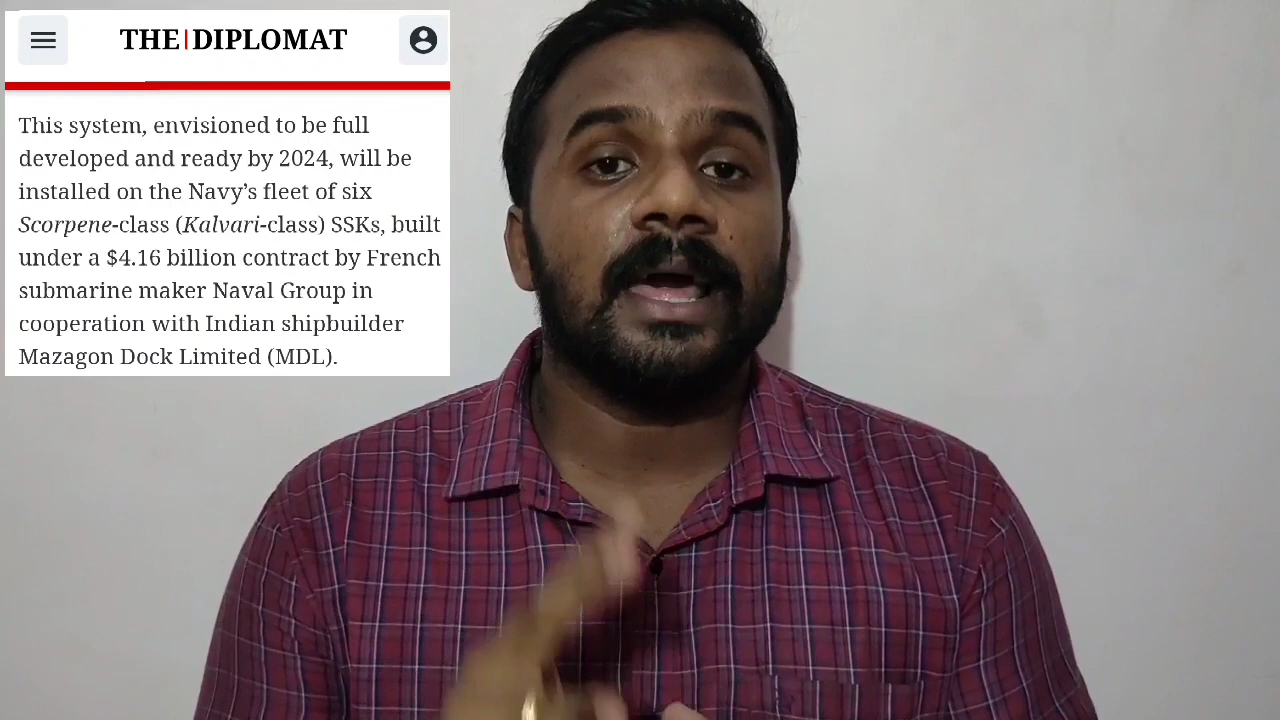 THE|DIPLOMAT
This system, envisioned to be full
developed and ready by 2024, will be
installed on the Navy’s fleet of six
Scorpene-class (Kalvari-class) SSKs, built
under a $4.16 billion contract by French
submarine maker Naval Group in
cooperation with Indian shipbuilder
Mazagon Dock Limited (MDL).